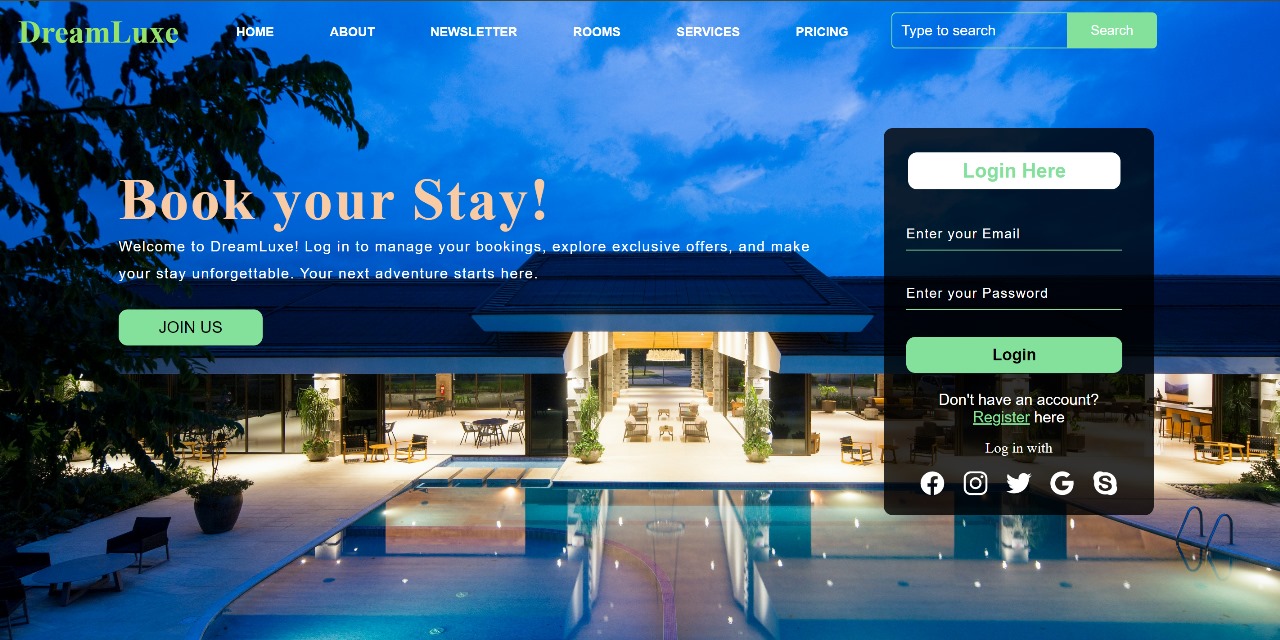 DreamLuxe
HOME
ABOUT
NEWSLETTER
ROOMS
SERVICES
PRICING
Type to search
Search
Book your Stay!
Welcome to DreamLuxe! Log in to manage your bookings, explore exclusive offers, and make
your stay unforgettable. Your next adventure starts here.
JOIN US
Login Here
Enter your Email
Enter your Password
Login
Don't have an account?
Register here
Log in with